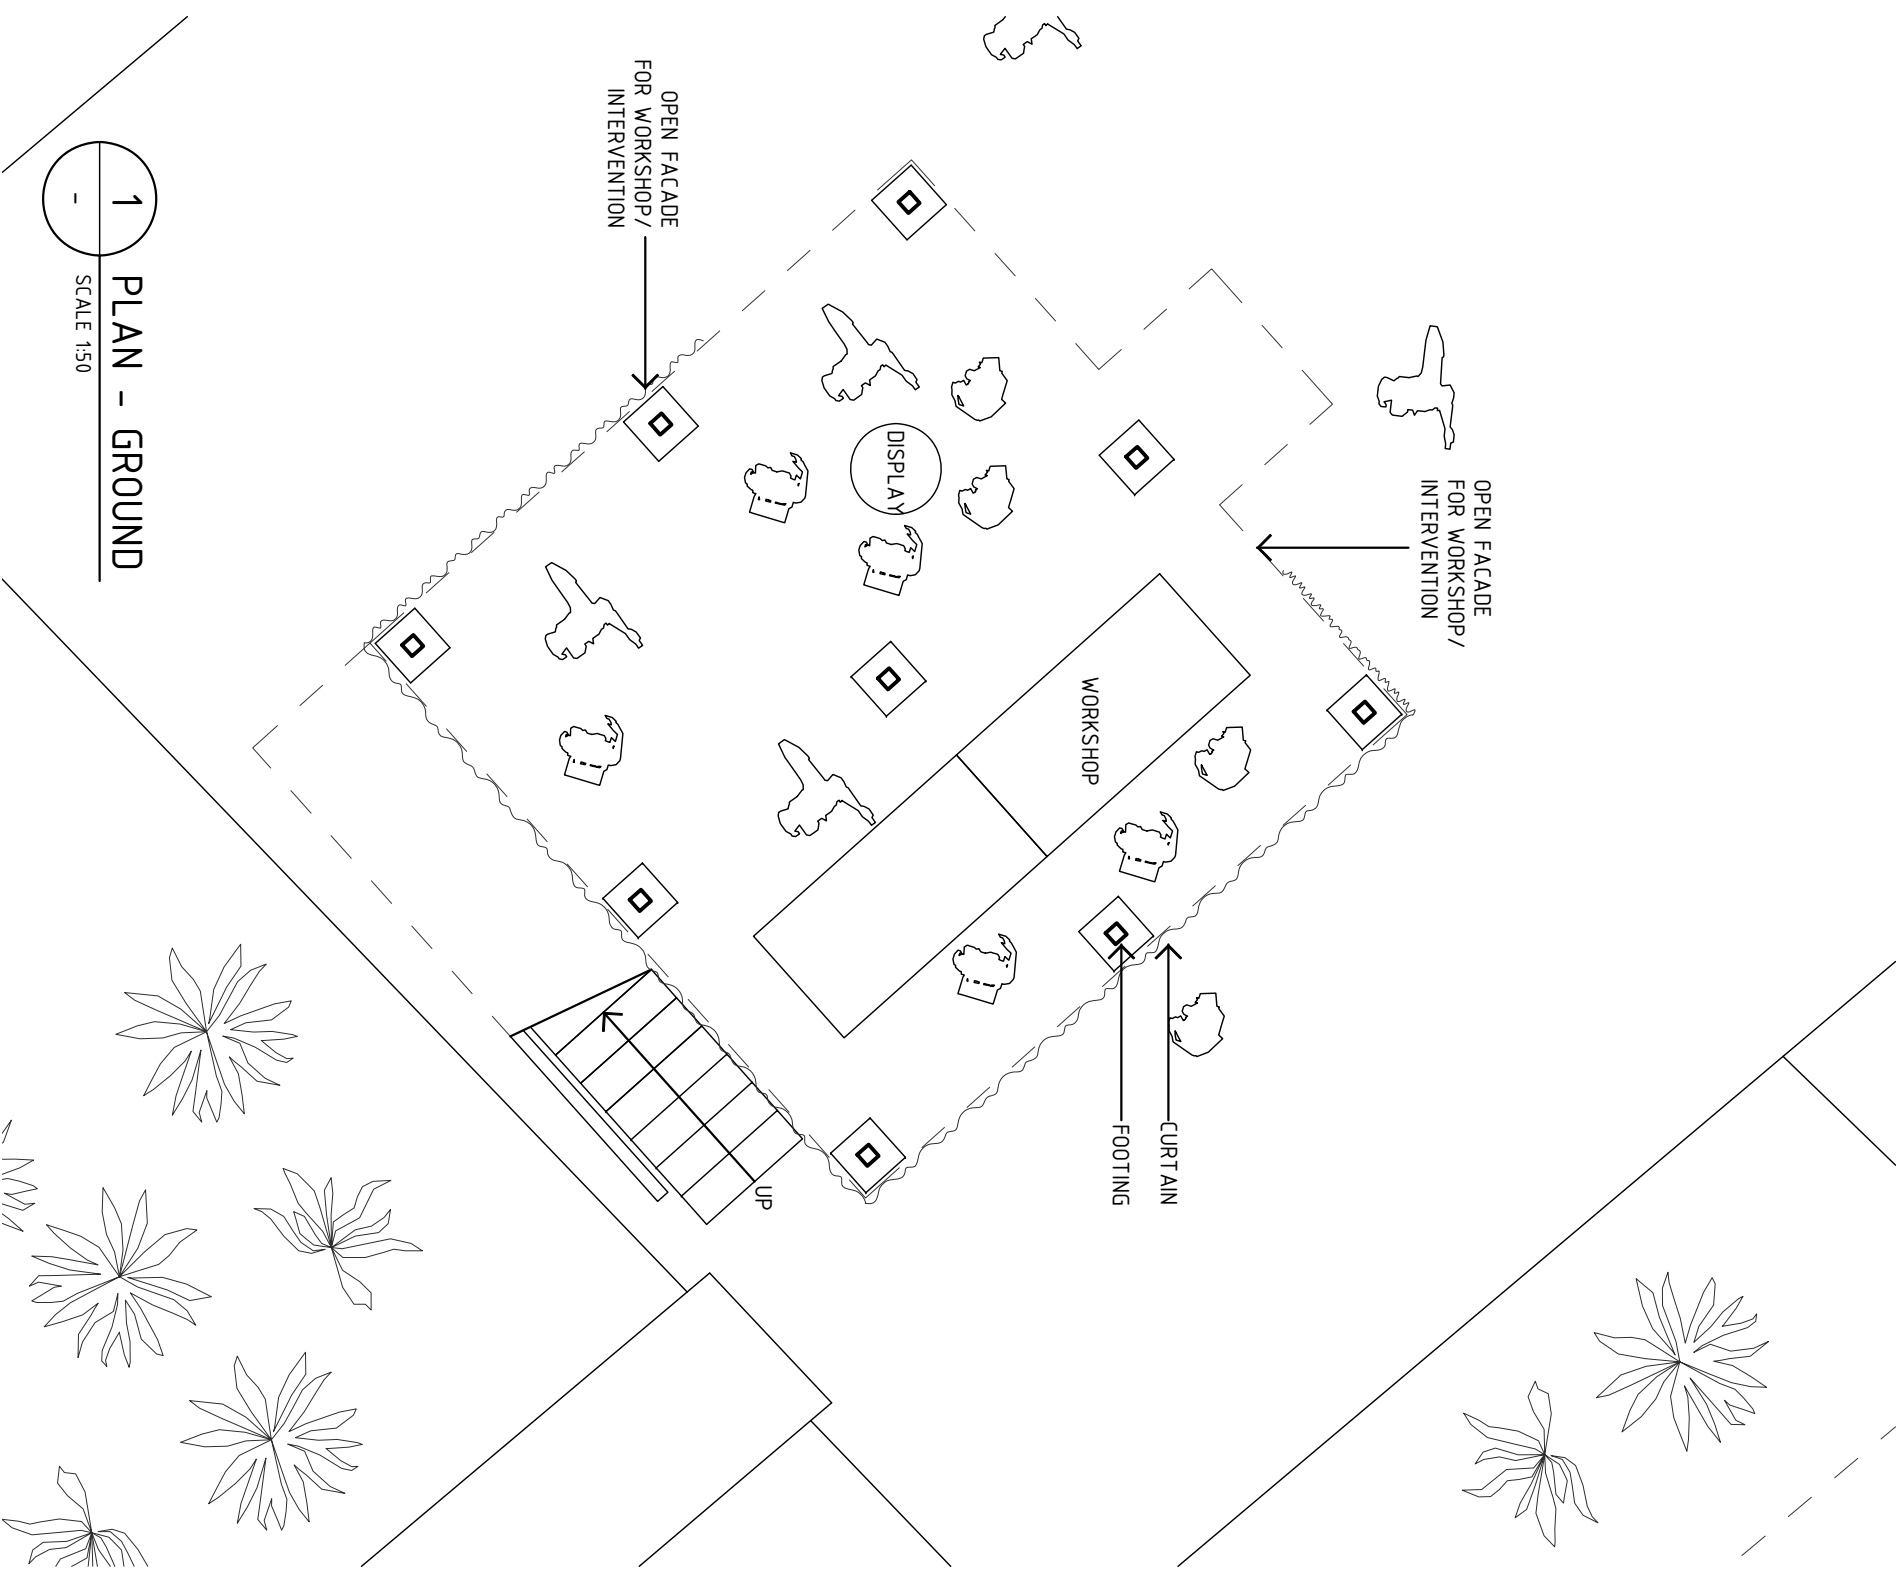 OPEN FACADE
FOR WORKSHOP/
INTERVENTION
OPEN FACADE
FOR WORKSHOP/
INTERVENTION
DISPLAY
WORKSHOP
CURTAIN
FOOTING
UP
1
-
PLAN - GROUND
SCALE 1:50